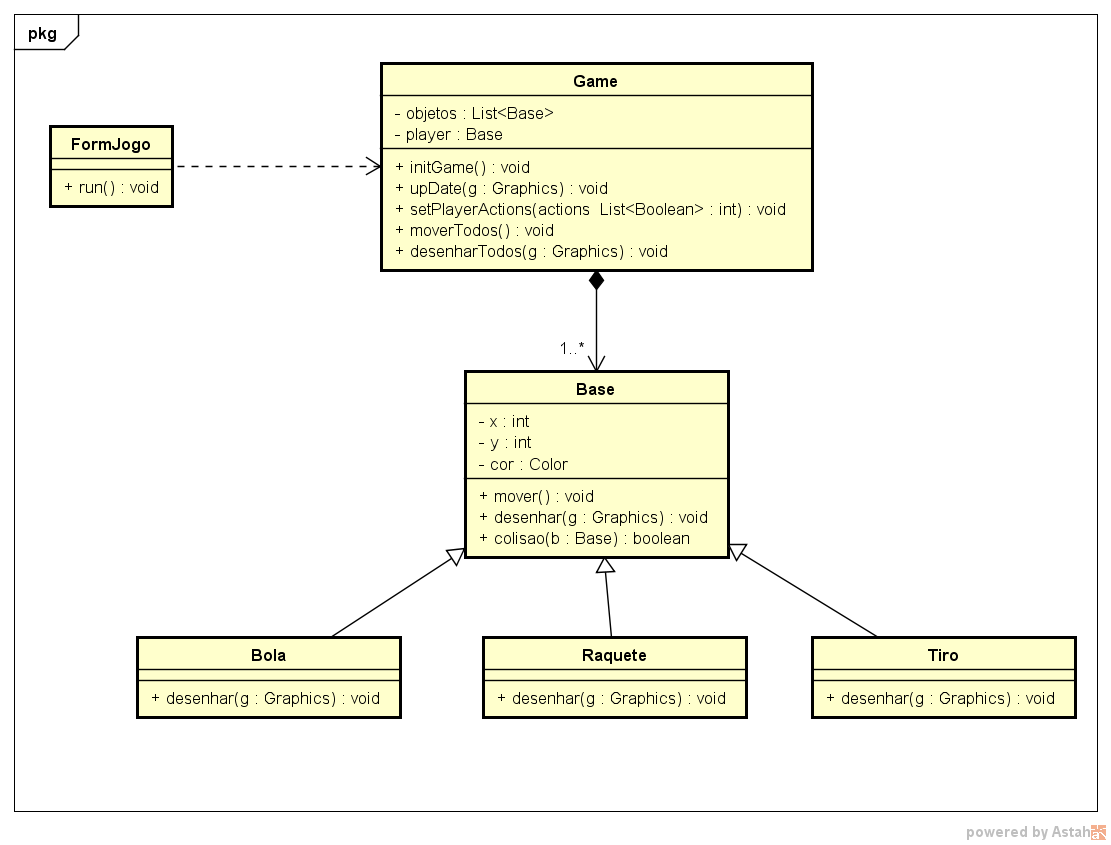 pkg
Game
- objetos : List<Base>
- player : Base
+ initGame() : void
+ upDate(g : Graphics) : void
+ setPlayerActions(actions  List<Boolean> : int) : void
+ moverTodos() : void
+ desenharTodos(g : Graphics) : void
FormJogo
+ run() : void
1..*
Base
- x : int
- y : int
- cor : Color
+ mover() : void
+ desenhar(g : Graphics) : void
+ colisao(b : Base) : boolean
Bola
+ desenhar(g : Graphics) : void
Raquete
+ desenhar(g : Graphics) : void
Tiro
+ desenhar(g : Graphics) : void
powered by Astah